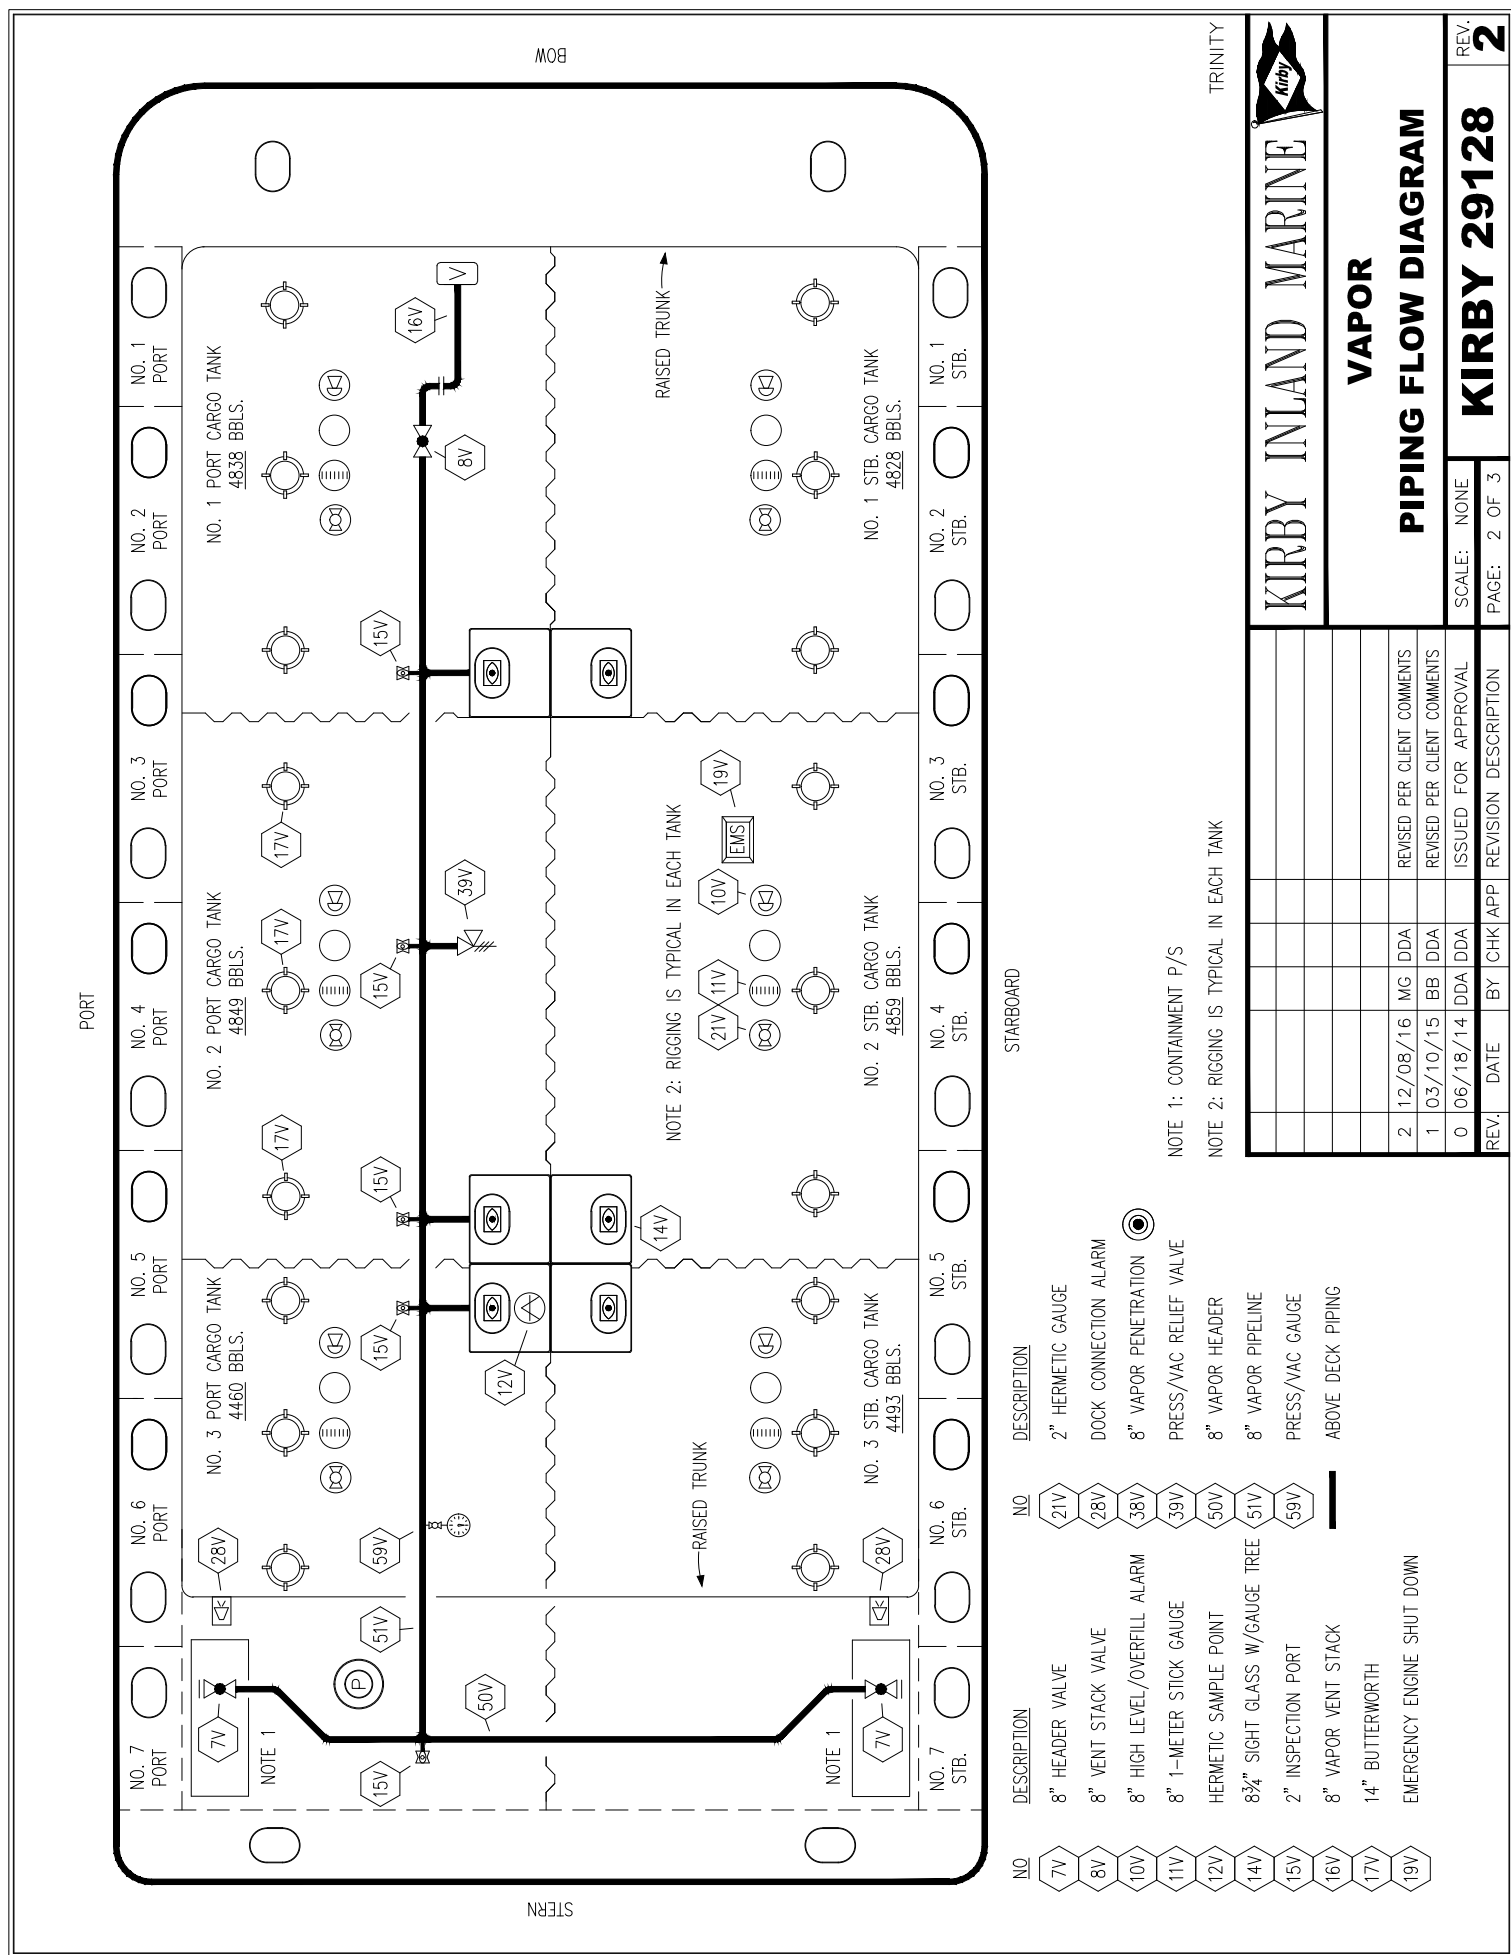 PORT
STERN
BOW
STARBOARD
NO. 7
PORT
NO. 6
PORT
NO. 5
PORT
NO. 4
PORT
NO. 3
PORT
NO. 2
PORT
NO. 1
PORT
NO. 3 PORT CARGO TANK
4460 BBLS.
NO. 2 PORT CARGO TANK
4849 BBLS.
NO. 1 PORT CARGO TANK
4838 BBLS.
7V
NOTE 1
28V
17V
17V
17V
P
15V
51V
59V
15V
15V
15V
15V
16V
50V
12V
39V
8V
V
14V
RAISED TRUNK
NOTE 2: RIGGING IS TYPICAL IN EACH TANK
RAISED TRUNK
21V
11V
10V
EMS
19V
NOTE 1
7V
28V
NO. 3 STB. CARGO TANK
4493 BBLS.
NO. 2 STB. CARGO TANK
4859 BBLS.
NO. 1 STB. CARGO TANK
4828 BBLS.
NO. 7
STB.
NO. 6
STB.
NO. 5
STB.
NO. 4
STB.
NO. 3
STB.
NO. 2
STB.
NO. 1
STB.
NO DESCRIPTION
7V 8" HEADER VALVE
8V 8" VENT STACK VALVE
10V 8" HIGH LEVEL/OVERFILL ALARM
11V 8" 1-METER STICK GAUGE
12V HERMETIC SAMPLE POINT
14V 8¾" SIGHT GLASS W/GAUGE TREE
15V 2" INSPECTION PORT
16V 8" VAPOR VENT STACK
17V 14" BUTTERWORTH
19V EMERGENCY ENGINE SHUT DOWN
NO DESCRIPTION
21V 2" HERMETIC GAUGE
28V DOCK CONNECTION ALARM
38V 8" VAPOR PENETRATION
39V PRESS/VAC RELIEF VALVE
50V 8" VAPOR HEADER
51V 8" VAPOR PIPELINE
59V PRESS/VAC GAUGE
ABOVE DECK PIPING
NOTE 1: CONTAINMENT P/S
NOTE 2: RIGGING IS TYPICAL IN EACH TANK
TRINITY
2 12/08/16 MG DDA REVISED PER CLIENT COMMENTS
1 03/10/15 BB DDA REVISED PER CLIENT COMMENTS
0 06/18/14 DDA DDA ISSUED FOR APPROVAL
REV. DATE BY CHK APP REVISION DESCRIPTION
KIRBY INLAND MARINE
Kirby
VAPOR
PIPING FLOW DIAGRAM
SCALE: NONE
PAGE: 2 OF 3
KIRBY 29128
REV.
2